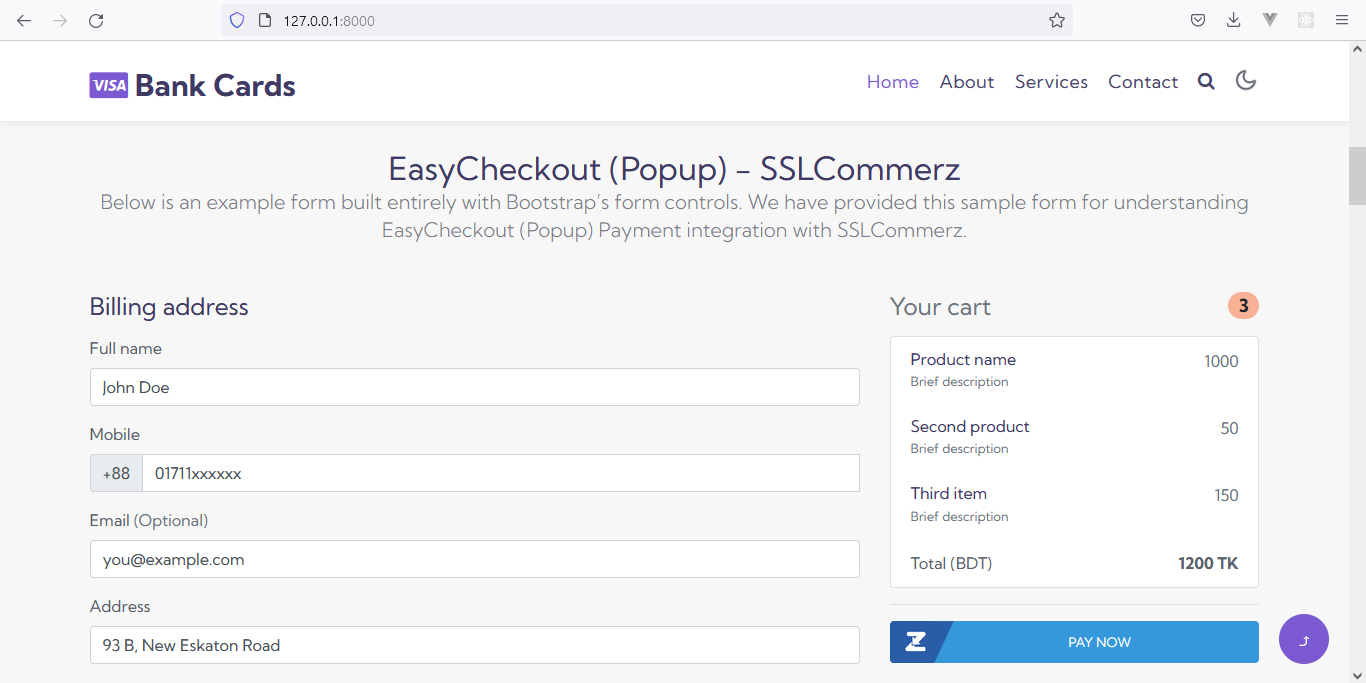 127.0.0.1:8000
VISA Bank Cards
Home About Services Contact
EasyCheckout (Popup) – SSLCommerz
Below is an example form built entirely with Bootstrap’s form controls. We have provided this sample form for understanding
EasyCheckout (Popup) Payment integration with SSLCommerz.
Billing address
Full name
John Doe
Mobile
+88 01711xxxxxx
Email (Optional)
you@example.com
Address
93 B, New Eskaton Road
Your cart 3
Product name 1000
Brief description
Second product 50
Brief description
Third item 150
Brief description
Total (BDT) 1200 TK
PAY NOW